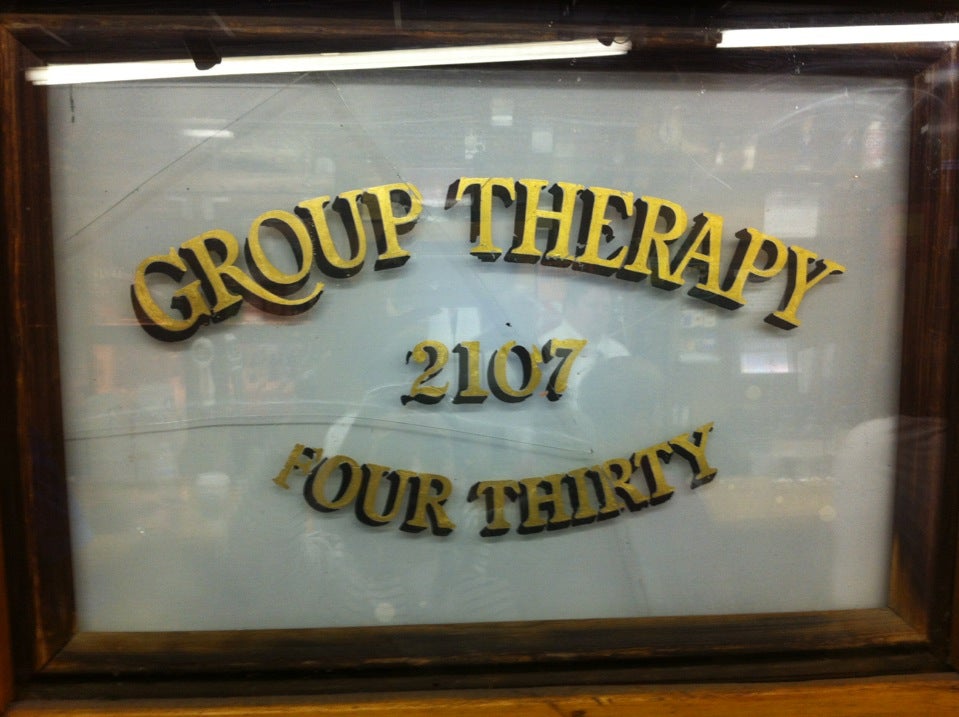 GROUP THERAPY
2107
FOUR THIRTY